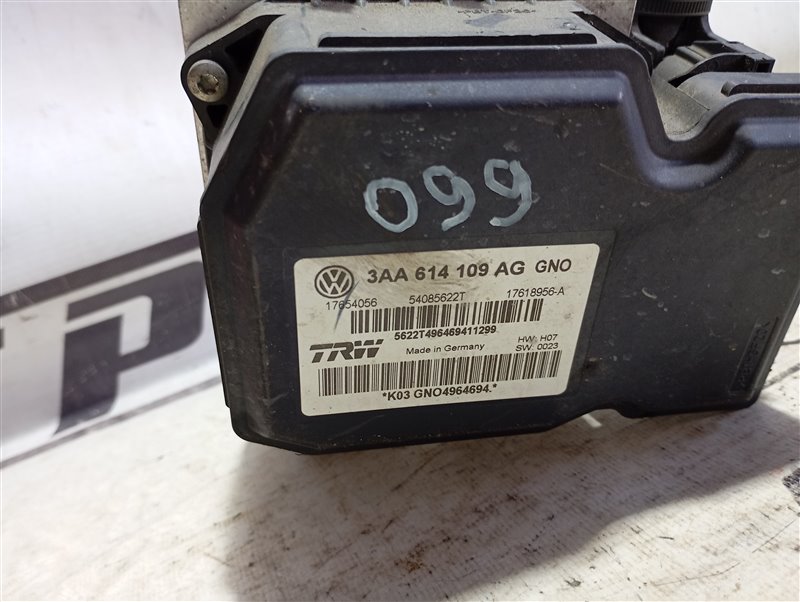 099
3AA 614 109 AG GNO
17654056 54085622T 17618956-A
5622T496469411299
TRW Made in Germany HW: H07
SW: 0023
*K03 GNO4964694.*